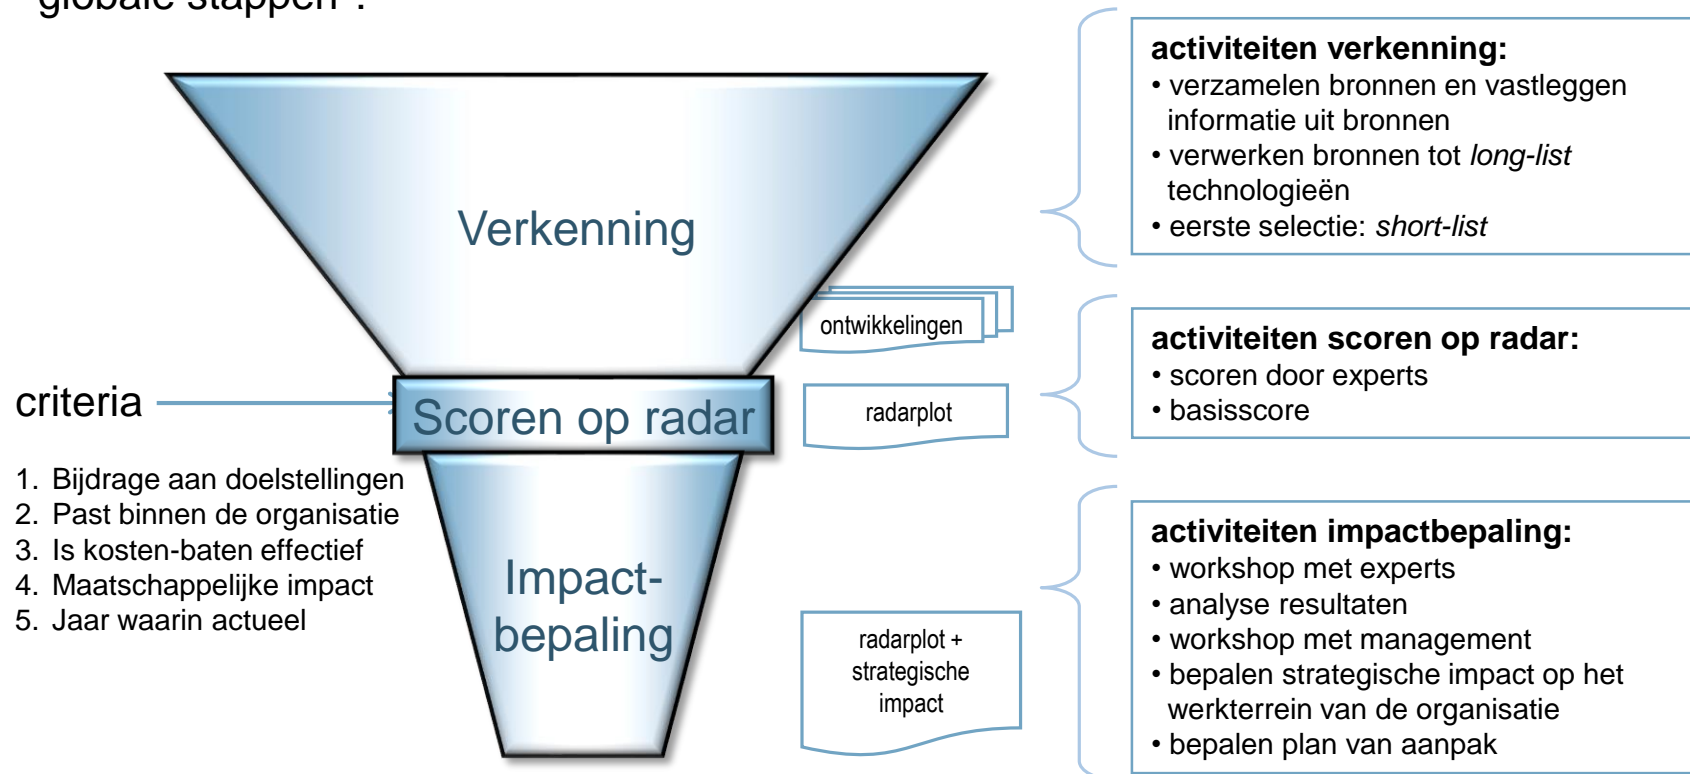 globale stappen .
Verkenning
ontwikkelingen
criteria
Scoren op radar
radarplot
1. Bijdrage aan doelstellingen
2. Past binnen de organisatie
3. Is kosten-baten effectief
4. Maatschappelijke impact
5. Jaar waarin actueel
Impact-
bepaling
radarplot +
strategische
impact
activiteiten verkenning:
• verzamelen bronnen en vastleggen
informatie uit bronnen
• verwerken bronnen tot long-list
technologieën
• eerste selectie: short-list
activiteiten scoren op radar:
• scoren door experts
• basisscore
activiteiten impactbepaling:
• workshop met experts
• analyse resultaten
• workshop met management
• bepalen strategische impact op het
werkterrein van de organisatie
• bepalen plan van aanpak